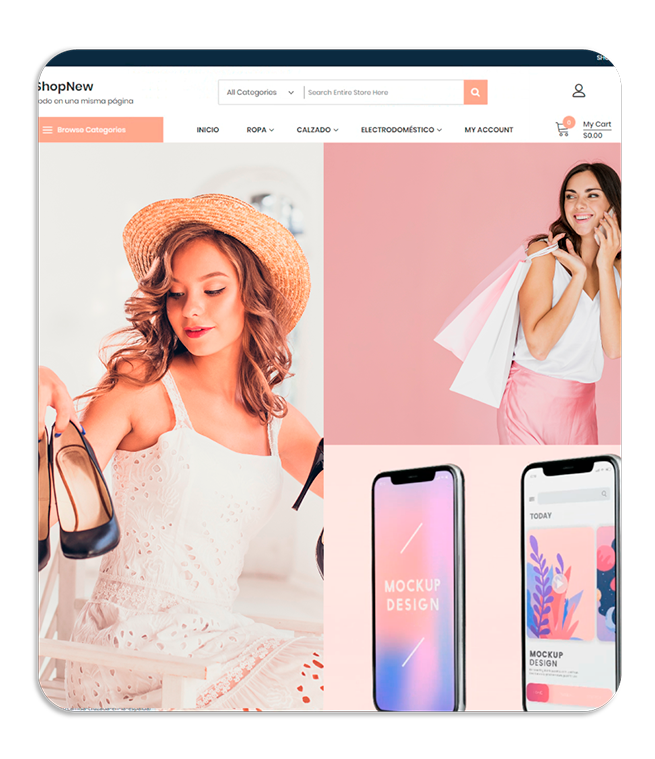 SHO
ShopNew
odo en una misma página
All Categories
Search Entire Store Here
Browse Categories
INICIO
ROPA
CALZADO
ELECTRODOMÉSTICO
MY ACCOUNT
0
My Cart
$0.00
MOCKUP
DESIGN
TODAY
MOCKUP
DESIGN